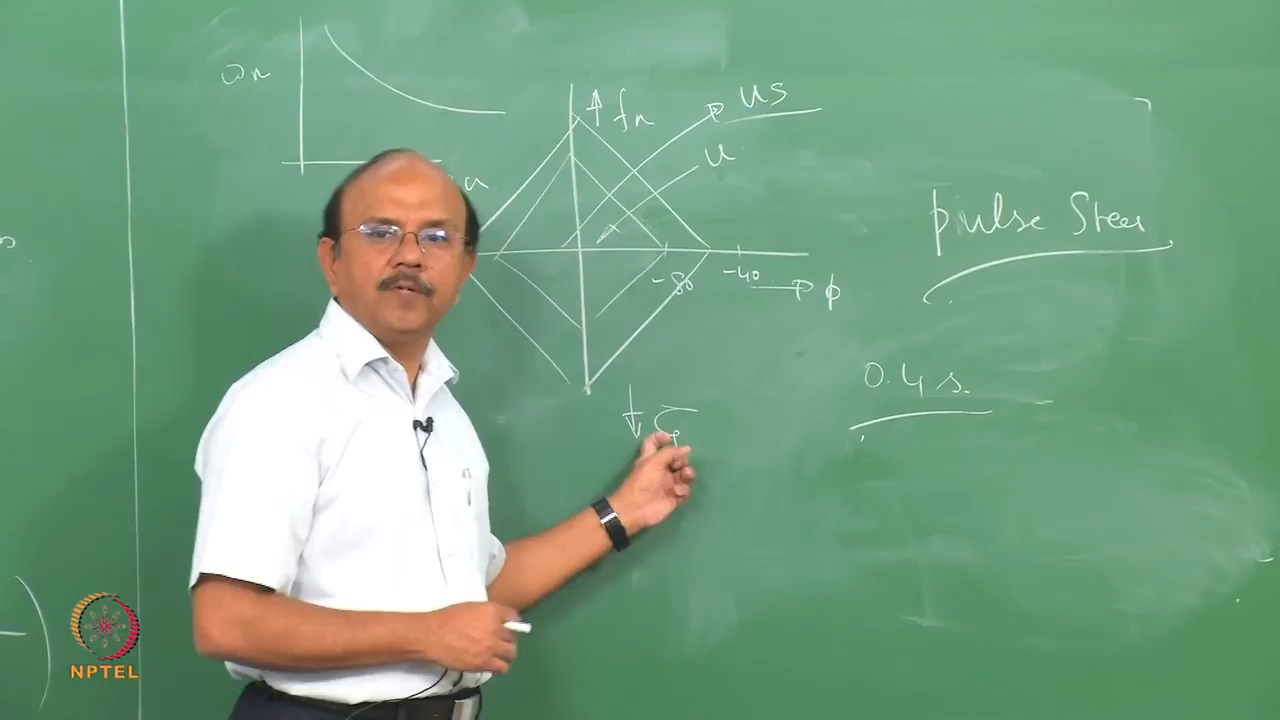 ωn
↑ fn
us
u
u
pulse Steer
-80
-40
→ ϕ
0.4 s.
↓ ζ
NPTEL